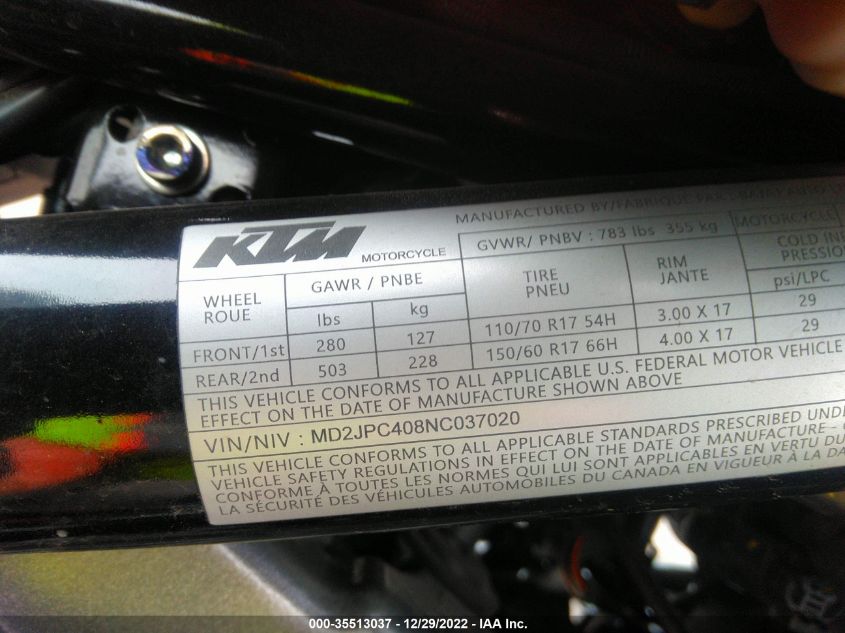 KTM MOTORCYCLE
MANUFACTURED BY/FABRIQUE PAR : BAJAJ AUTO
GVWR/ PNBV : 783 lbs 355 kg MOTORCYCLE
WHEEL ROUE GAWR / PNBE TIRE PNEU RIM JANTE COLD
PRESSION
lbs kg psi/LPC
FRONT/1st 280 127 110/70 R17 54H 3.00 X 17 29
REAR/2nd 503 228 150/60 R17 66H 4.00 X 17 29
THIS VEHICLE CONFORMS TO ALL APPLICABLE U.S. FEDERAL MOTOR VEHICLE
EFFECT ON THE DATE OF MANUFACTURE SHOWN ABOVE
VIN/NIV : MD2JPC408NC037020
THIS VEHICLE CONFORMS TO ALL APPLICABLE STANDARDS PRESCRIBED UNDE
VEHICLE SAFETY REGULATIONS IN EFFECT ON THE DATE OF MANUFACTURE -
CONFORME À TOUTES LES NORMES QUI LUI SONT APPLICABLES EN VERTU DU
LA SÉCURITÉ DES VÉHICULES AUTOMOBILES DU CANADA EN VIGUEUR À LA DA
000-35513037 - 12/29/2022 - IAA Inc.